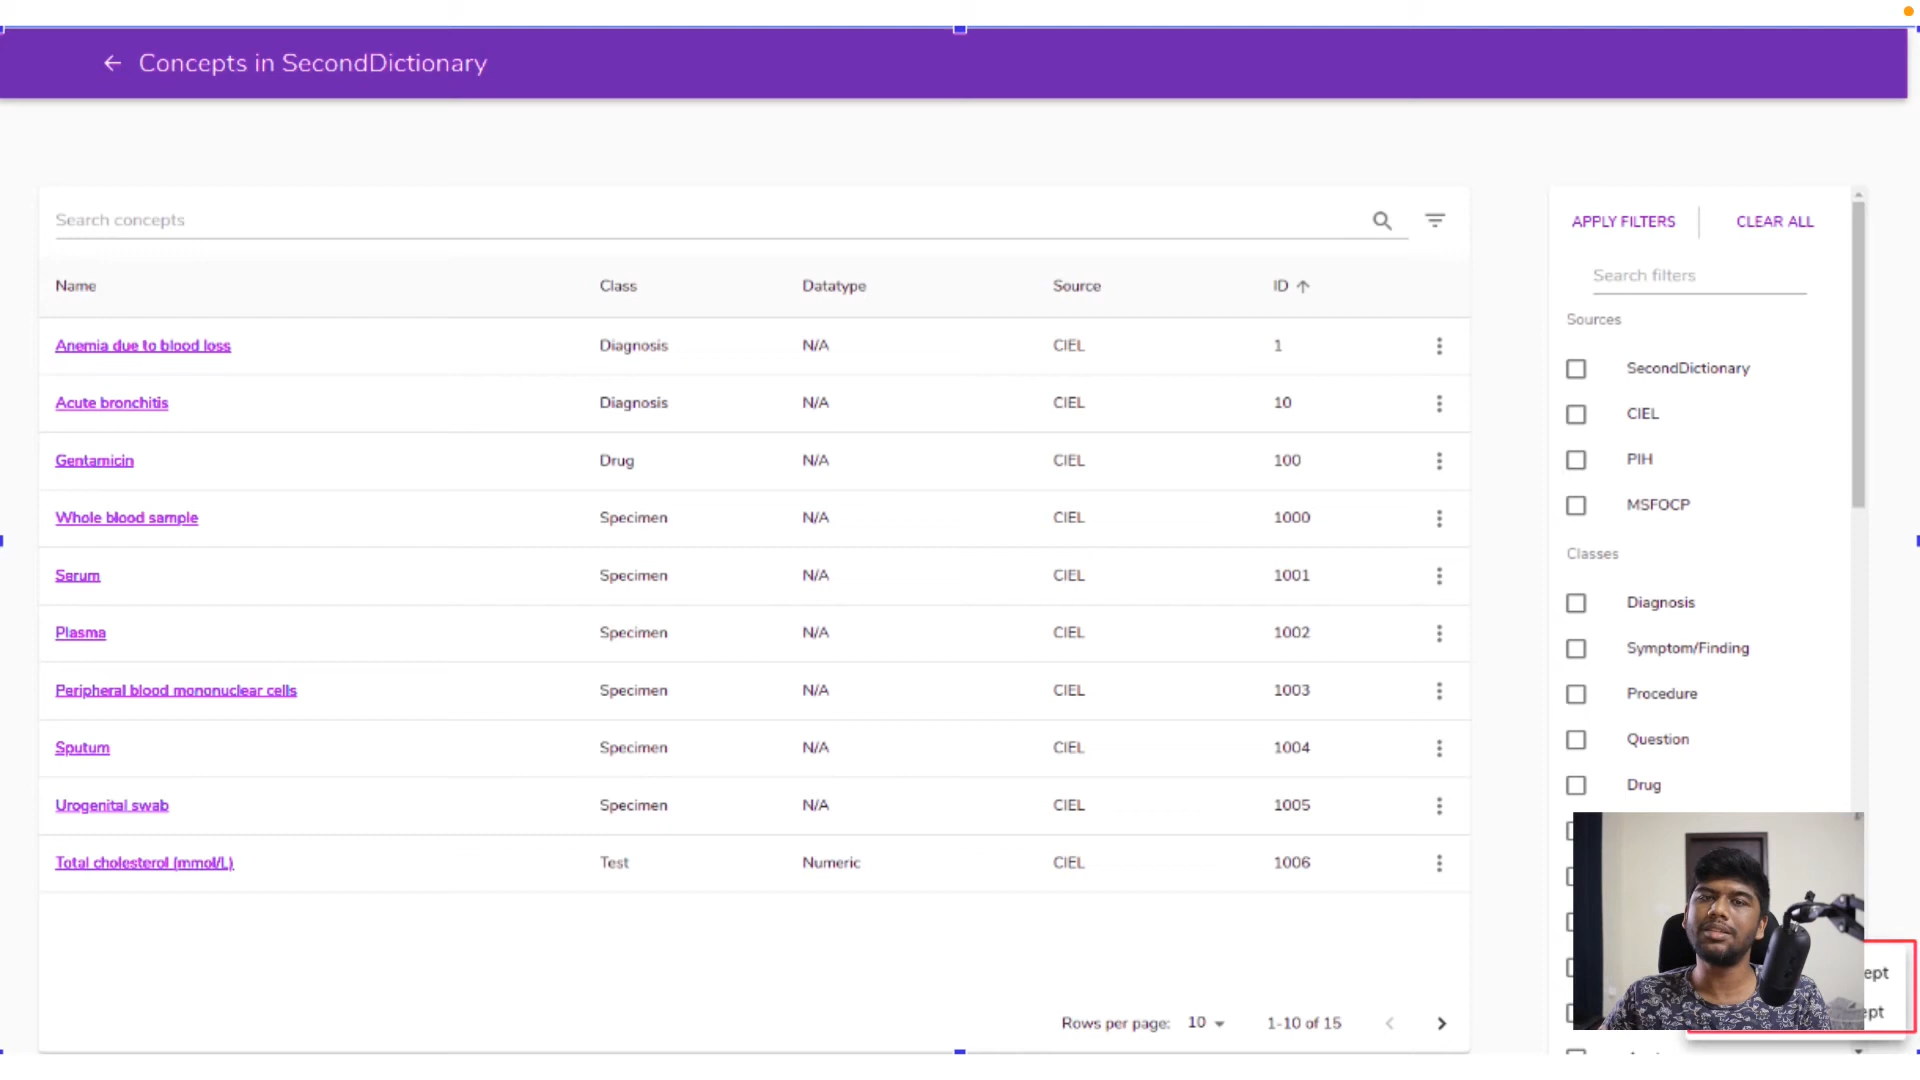 Concepts in SecondDictionary
Search concepts
Name Class Datatype Source ID
Anemia due to blood loss Diagnosis N/A CIEL 1
Acute bronchitis Diagnosis N/A CIEL 10
Gentamicin Drug N/A CIEL 100
Whole blood sample Specimen N/A CIEL 1000
Serum Specimen N/A CIEL 1001
Plasma Specimen N/A CIEL 1002
Peripheral blood mononuclear cells Specimen N/A CIEL 1003
Sputum Specimen N/A CIEL 1004
Urogenital swab Specimen N/A CIEL 1005
Total cholesterol (mmol/L) Test Numeric CIEL 1006
Rows per page: 10 1-10 of 15
APPLY FILTERS CLEAR ALL
Search filters
Sources
SecondDictionary
CIEL
PIH
MSFOCP
Classes
Diagnosis
Symptom/Finding
Procedure
Question
Drug